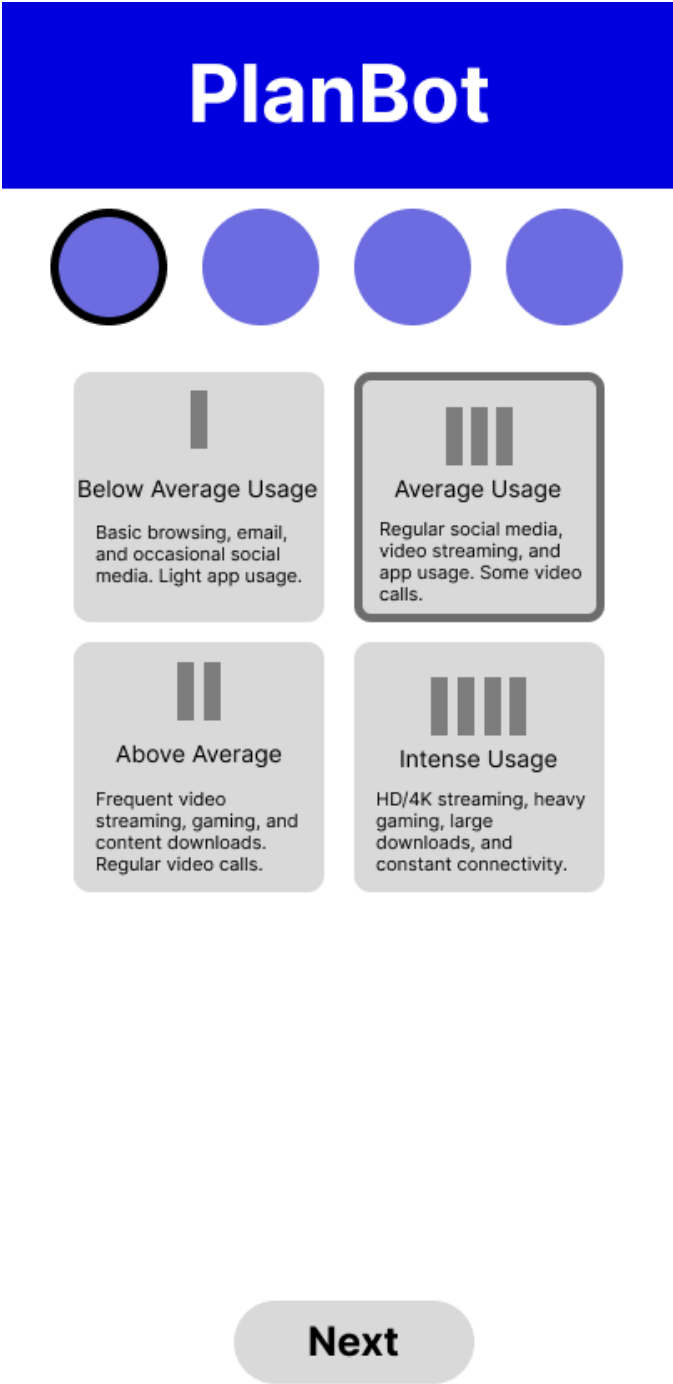 PlanBot
Below Average Usage
Basic browsing, email,
and occasional social
media. Light app usage.
Average Usage
Regular social media,
video streaming, and
app usage. Some video
calls.
Above Average
Frequent video
streaming, gaming, and
content downloads.
Regular video calls.
Intense Usage
HD/4K streaming, heavy
gaming, large
downloads, and
constant connectivity.
Next